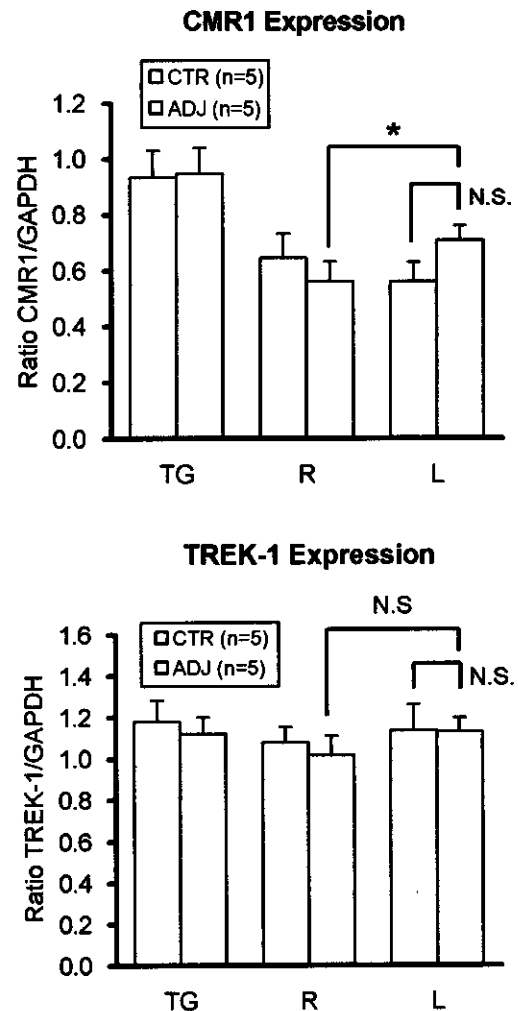 CMR1 Expression
CTR (n=5)
ADJ (n=5)
Ratio CMR1/GAPDH
1.2
1.0
0.8
0.6
0.4
0.2
0.0
*
N.S.
TG R L
TREK-1 Expression
CTR (n=5)
ADJ (n=5)
Ratio TREK-1/GAPDH
1.6
1.4
1.2
1.0
0.8
0.6
0.4
0.2
0.0
N.S
N.S.
TG R L